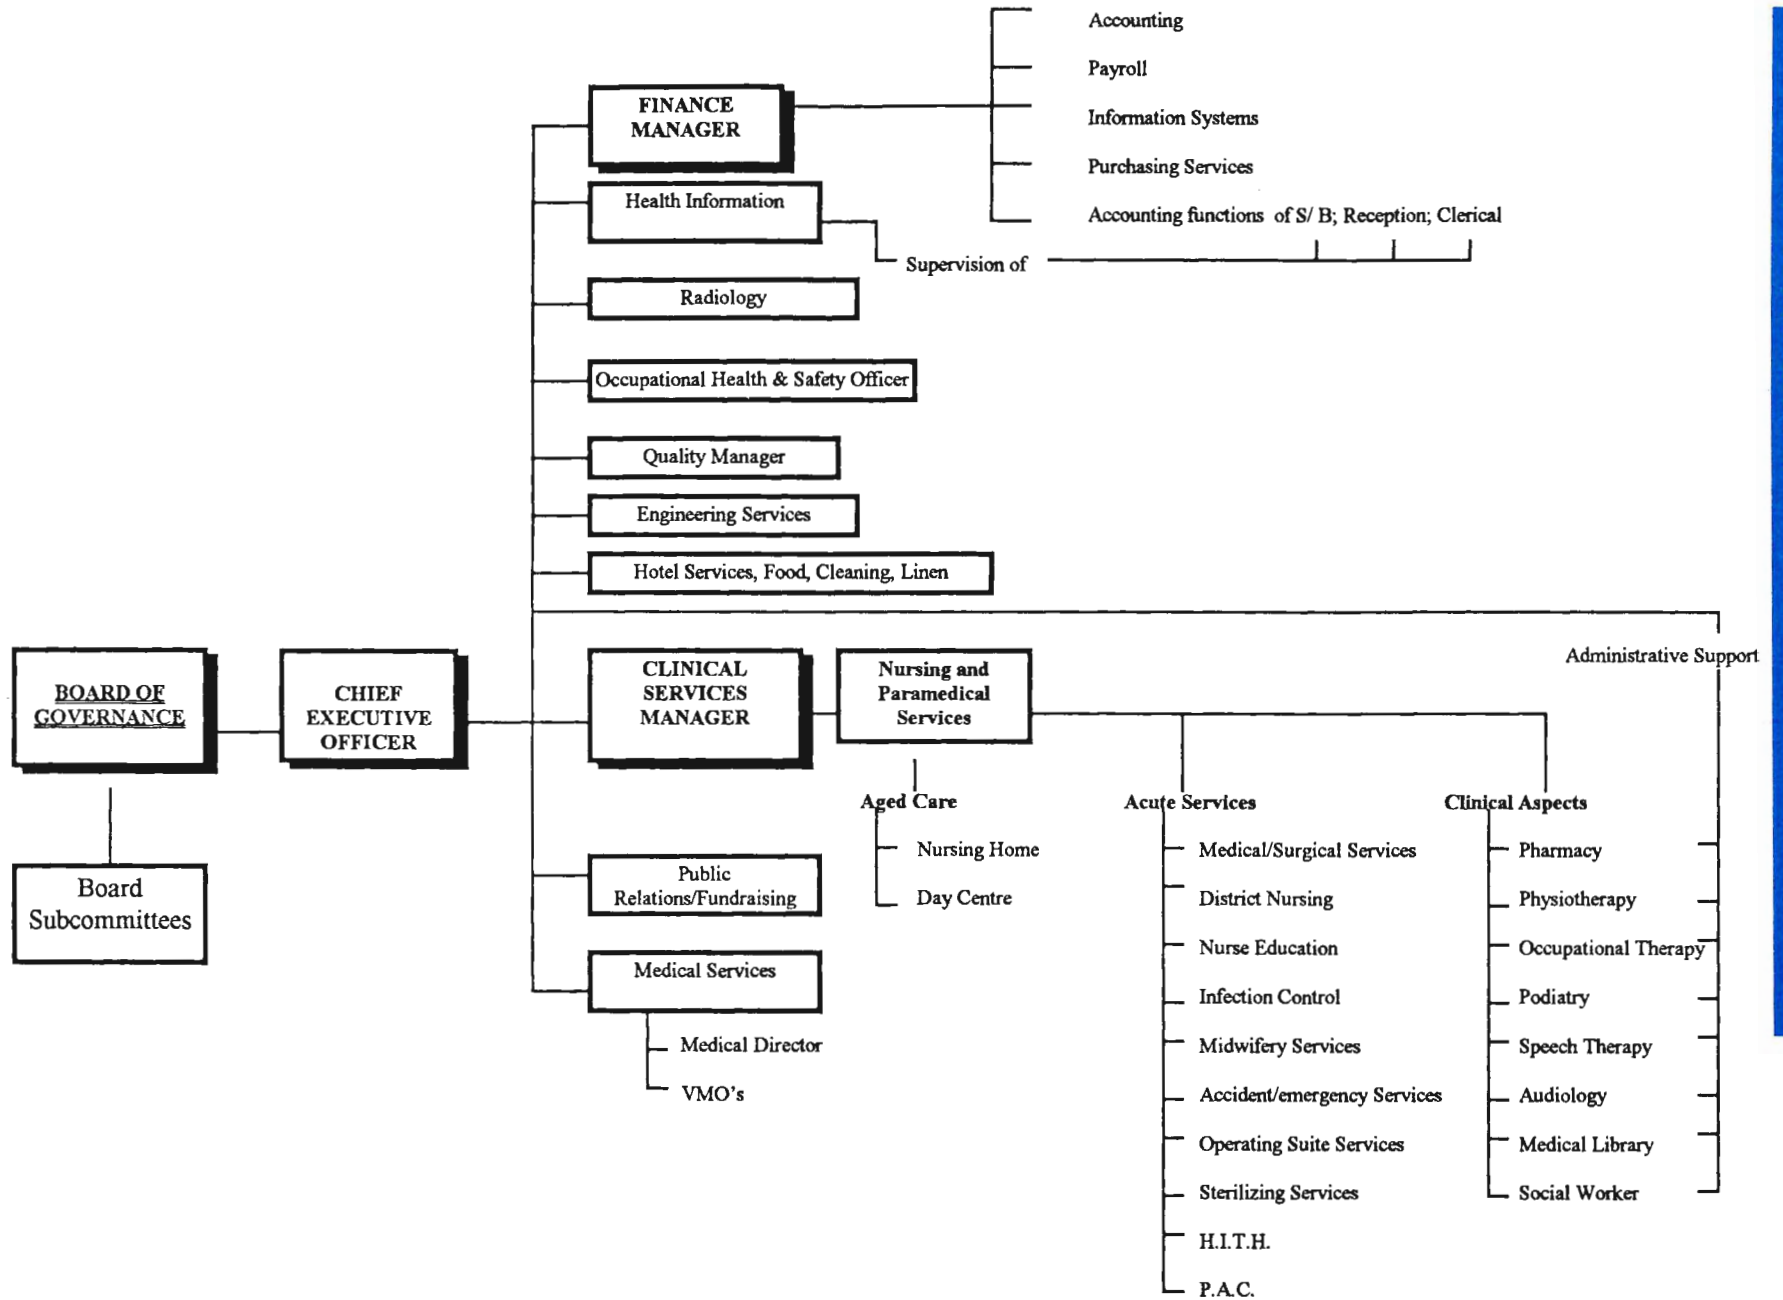 Accounting
Payroll
FINANCE
MANAGER
Information Systems
Purchasing Services
Health Information
Accounting functions of S/ B; Reception; Clerical
Supervision of
Radiology
Occupational Health & Safety Officer
Quality Manager
Engineering Services
Hotel Services, Food, Cleaning, Linen
Administrative Support
BOARD OF
GOVERNANCE
CHIEF
EXECUTIVE
OFFICER
CLINICAL
SERVICES
MANAGER
Nursing and
Paramedical
Services
Board
Subcommittees
Public
Relations/Fundraising
Medical Services
Medical Director
VMO's
Aged Care
Nursing Home
Day Centre
Acute Services
Medical/Surgical Services
District Nursing
Nurse Education
Infection Control
Midwifery Services
Accident/emergency Services
Operating Suite Services
Sterilizing Services
H.I.T.H.
P.A.C.
Clinical Aspects
Pharmacy
Physiotherapy
Occupational Therapy
Podiatry
Speech Therapy
Audiology
Medical Library
Social Worker